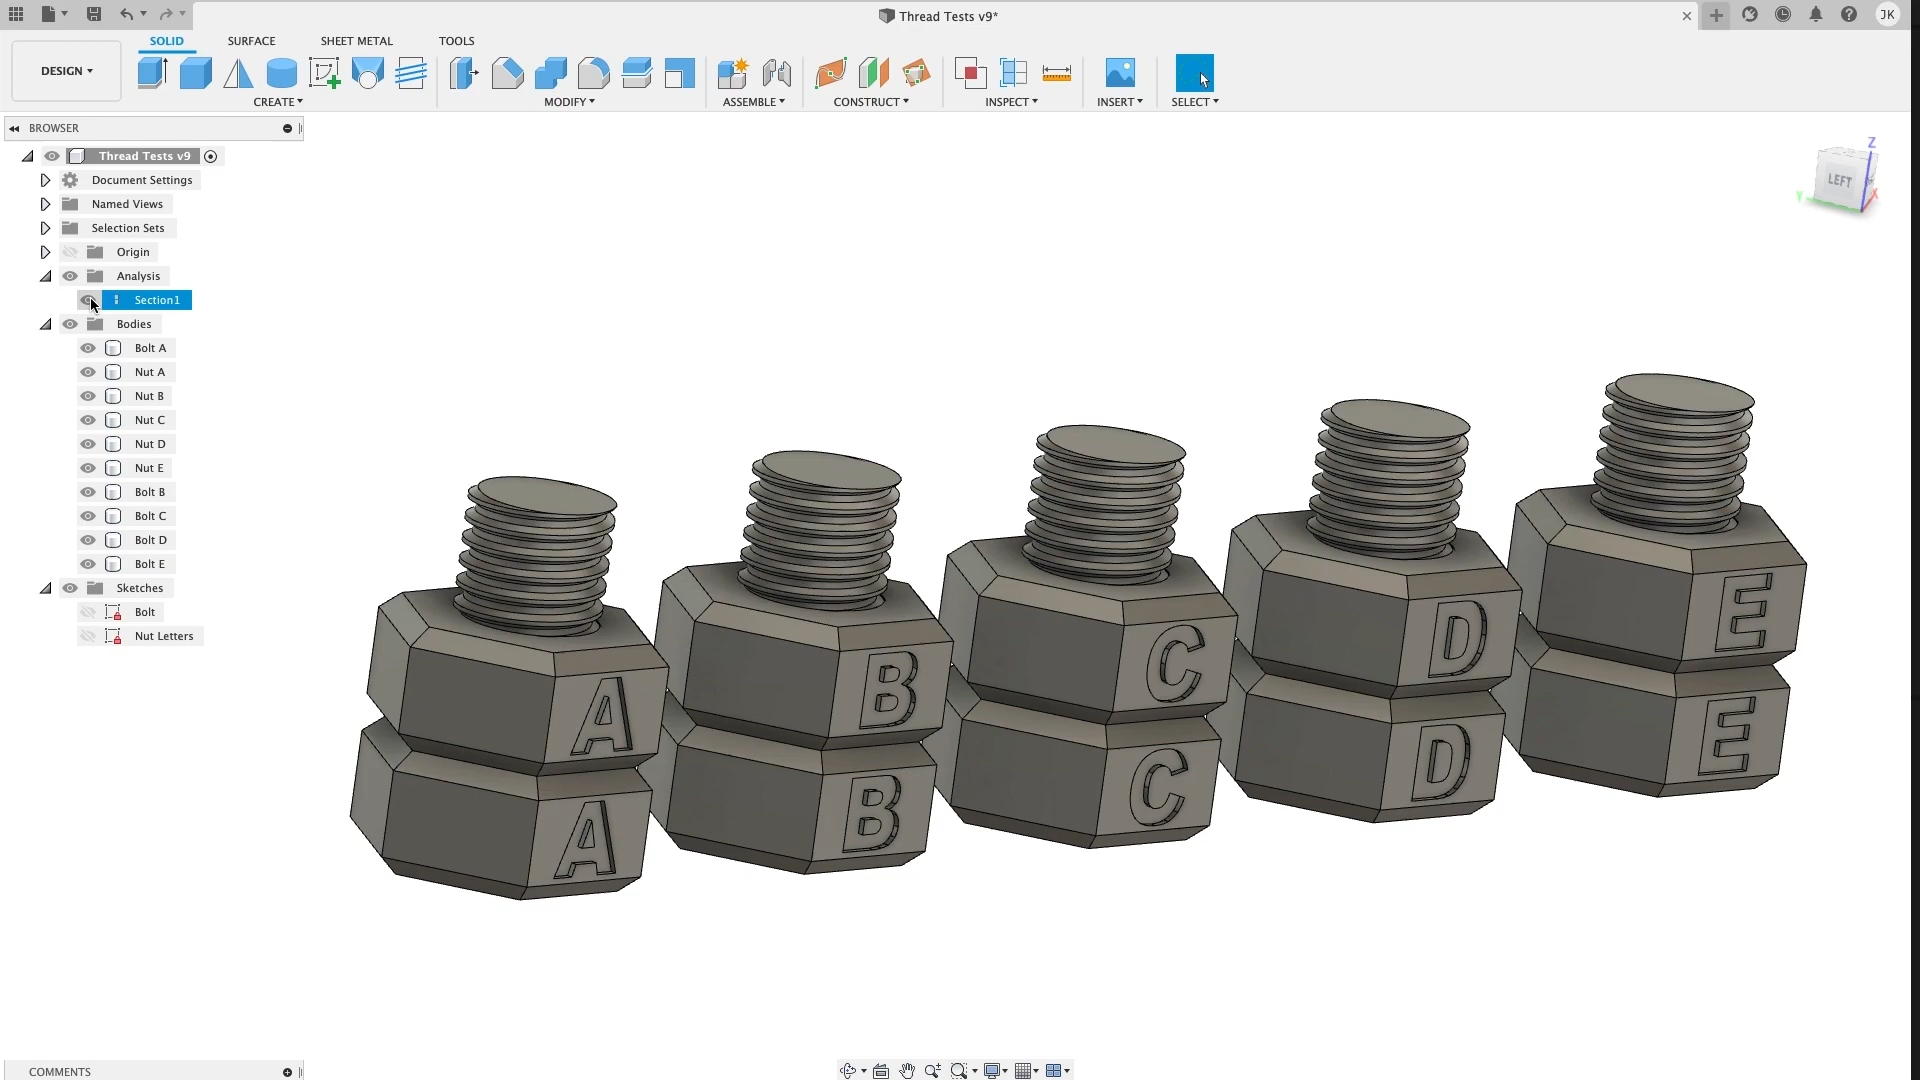 Thread Tests v9*
JK
SOLID SURFACE SHEET METAL TOOLS
DESIGN
CREATE MODIFY ASSEMBLE CONSTRUCT INSPECT INSERT SELECT
BROWSER
Thread Tests v9
Document Settings
Named Views
Selection Sets
Origin
Analysis
Section1
Bodies
Bolt A
Nut A
Nut B
Nut C
Nut D
Nut E
Bolt B
Bolt C
Bolt D
Bolt E
Sketches
Bolt
Nut Letters
Z
LEFT
Y
X
A B C D E
A B C D E
COMMENTS